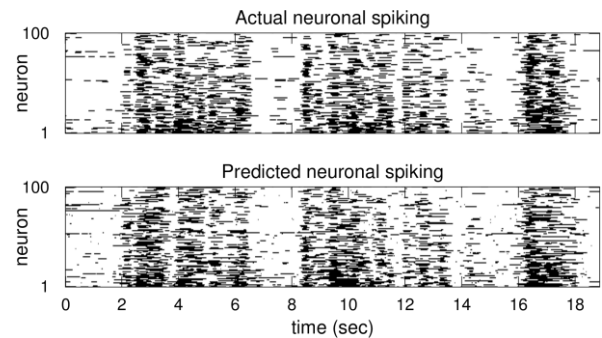 Actual neuronal spiking
100
neuron
1
Predicted neuronal spiking
100
neuron
1
0 2 4 6 8 10 12 14 16 18
time (sec)